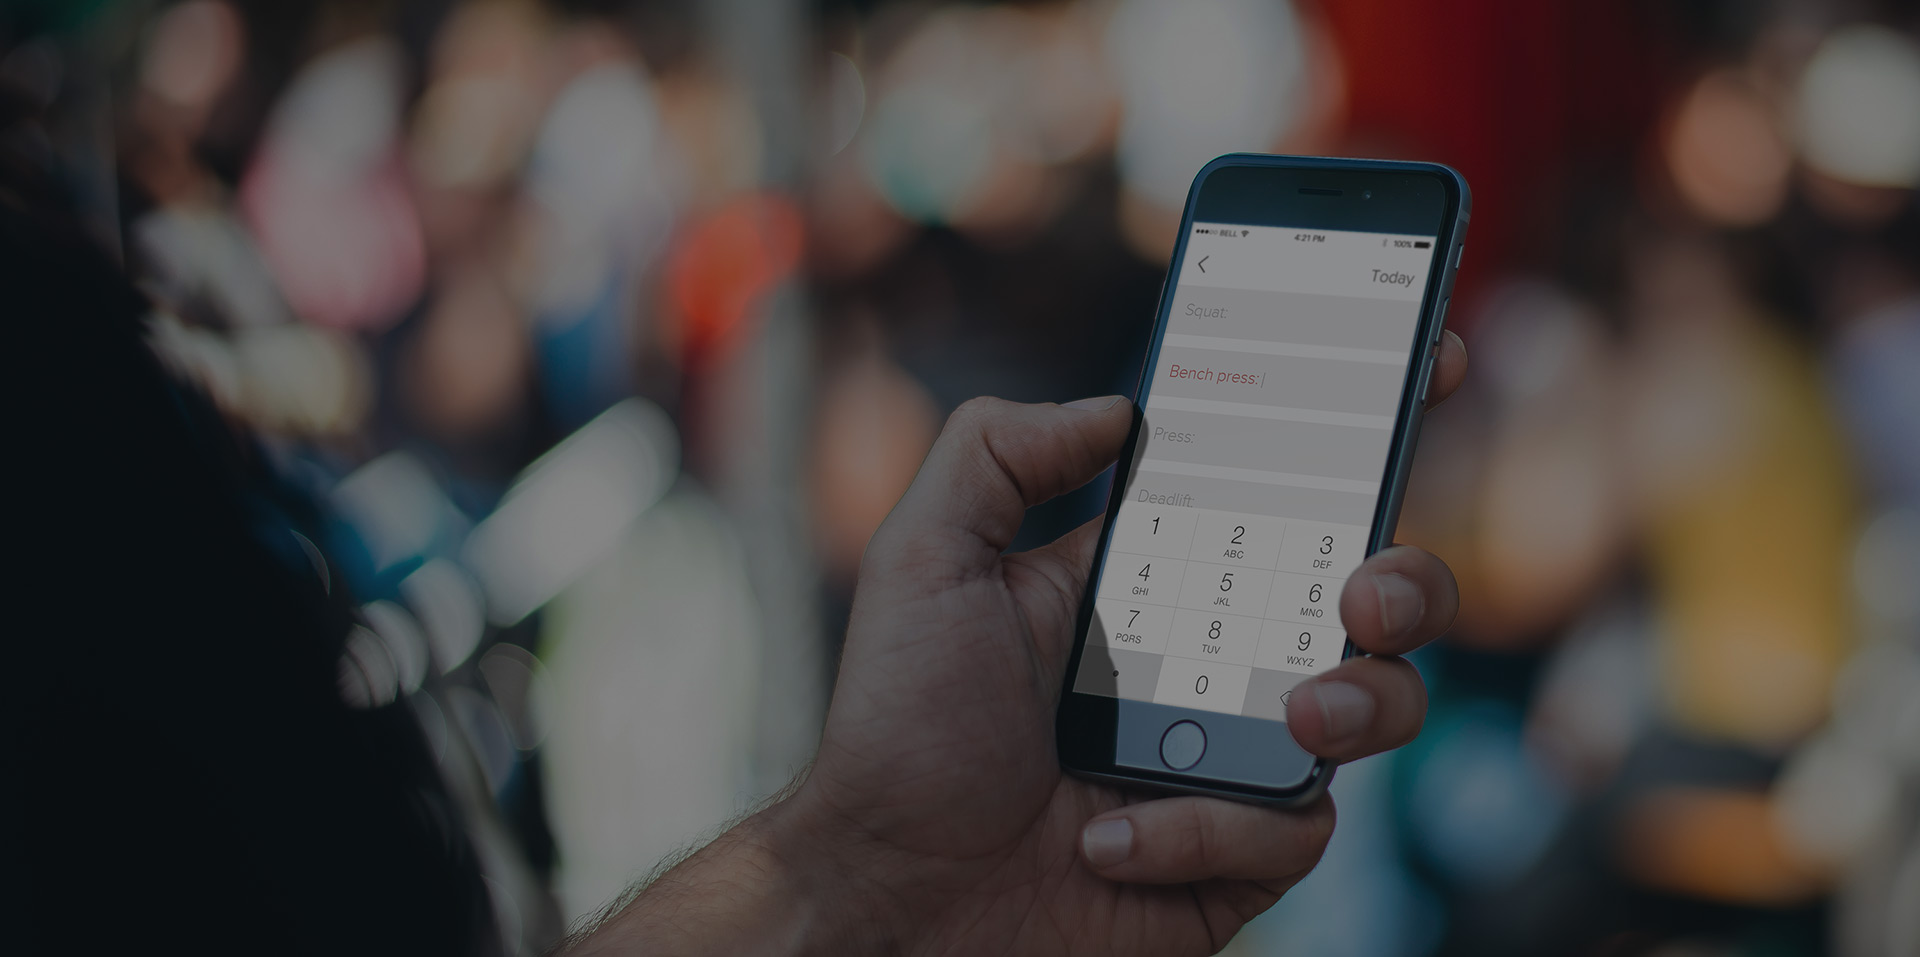 BELL 4:21 PM 100%
Today
Squat:
Bench press:
Press:
Deadlift:
1 2 3
ABC DEF
4 5 6
GHI JKL MNO
7 8 9
PQRS TUV WXYZ
. 0